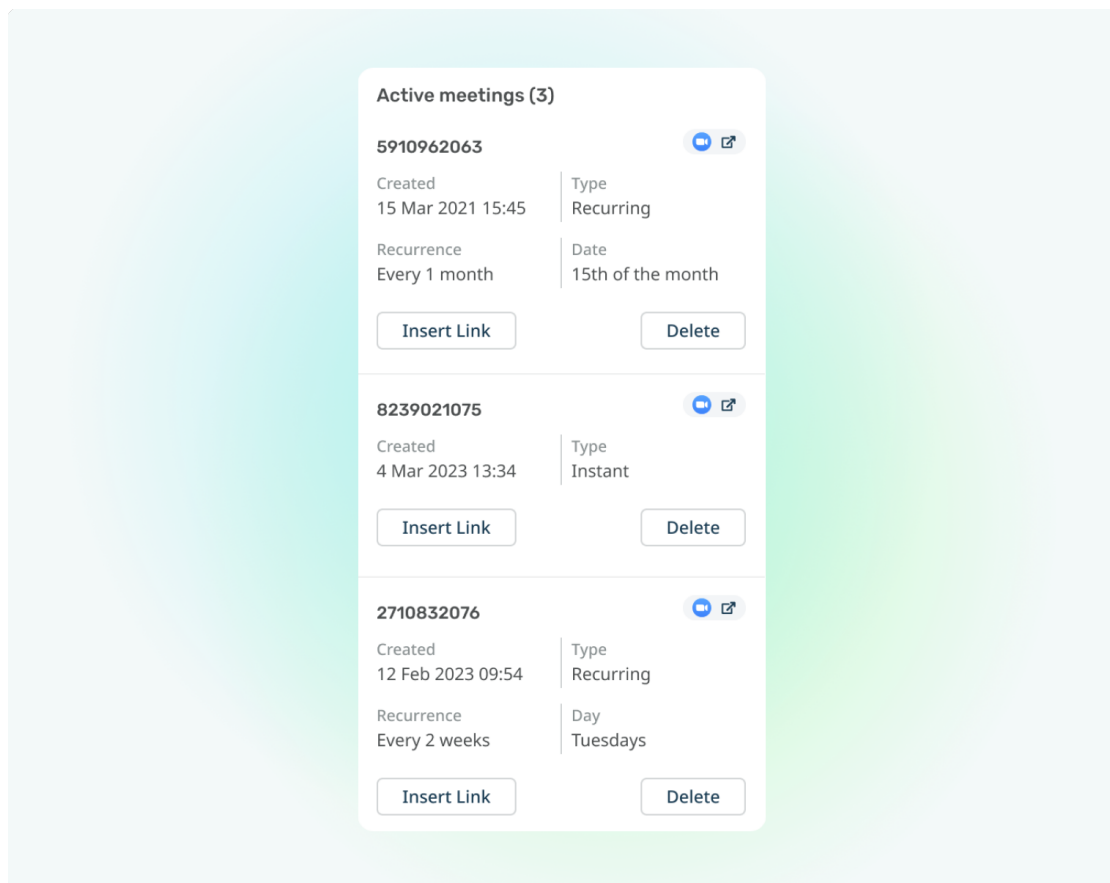 Active meetings (3)
5910962063
Created Type
15 Mar 2021 15:45 Recurring
Recurrence Date
Every 1 month 15th of the month
Insert Link Delete
8239021075
Created Type
4 Mar 2023 13:34 Instant
Insert Link Delete
2710832076
Created Type
12 Feb 2023 09:54 Recurring
Recurrence Day
Every 2 weeks Tuesdays
Insert Link Delete